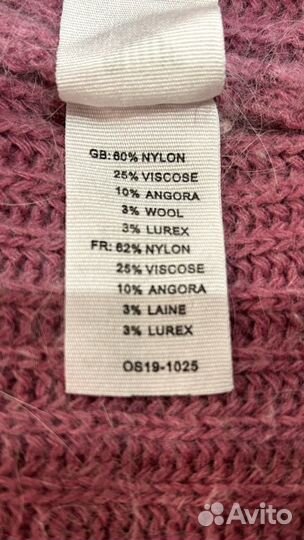 GB: 60% NYLON
25% VISCOSE
10% ANGORA
3% WOOL
3% LUREX
FR: 62% NYLON
25% VISCOSE
10% ANGORA
3% LAINE
3% LUREX
OS19-1025
Avito